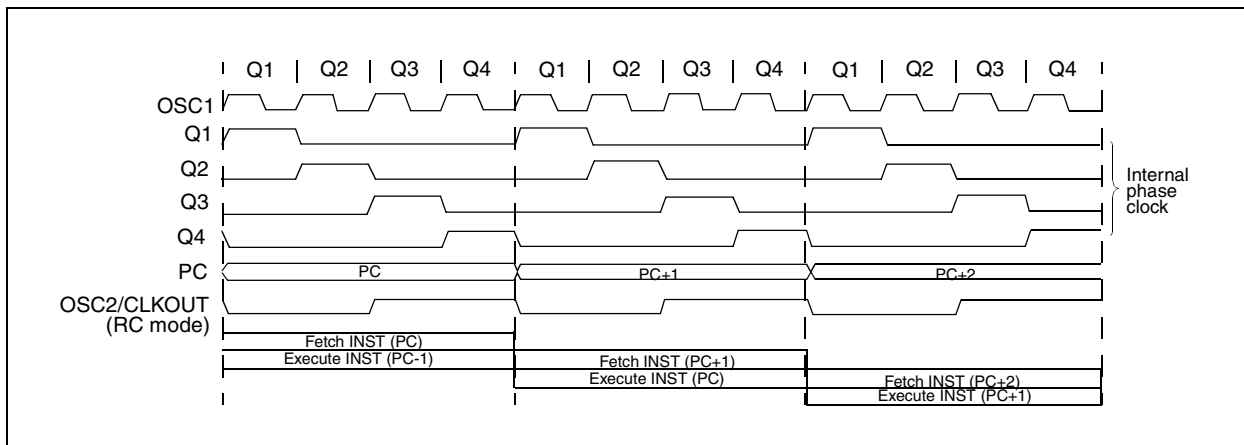 Q1 Q2 Q3 Q4 Q1 Q2 Q3 Q4 Q1 Q2 Q3 Q4
OSC1
Q1
Q2
Q3
Q4
Internal
phase
clock
PC
PC PC+1 PC+2
OSC2/CLKOUT
(RC mode)
Fetch INST (PC)
Execute INST (PC-1) Fetch INST (PC+1)
Execute INST (PC) Fetch INST (PC+2)
Execute INST (PC+1)